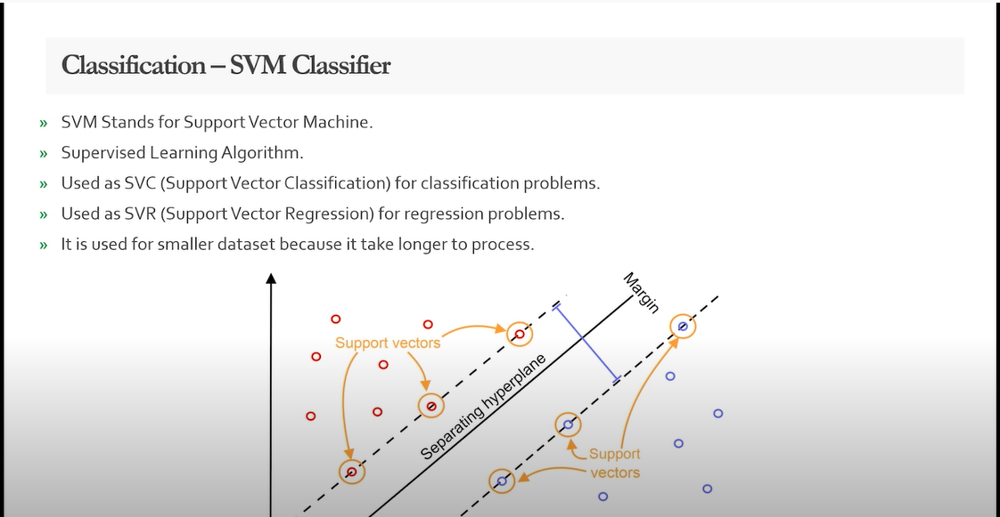 Classification – SVM Classifier
» SVM Stands for Support Vector Machine.
» Supervised Learning Algorithm.
» Used as SVC (Support Vector Classification) for classification problems.
» Used as SVR (Support Vector Regression) for regression problems.
» It is used for smaller dataset because it take longer to process.
Margin
Support vectors
Separating hyperplane
Support
vectors